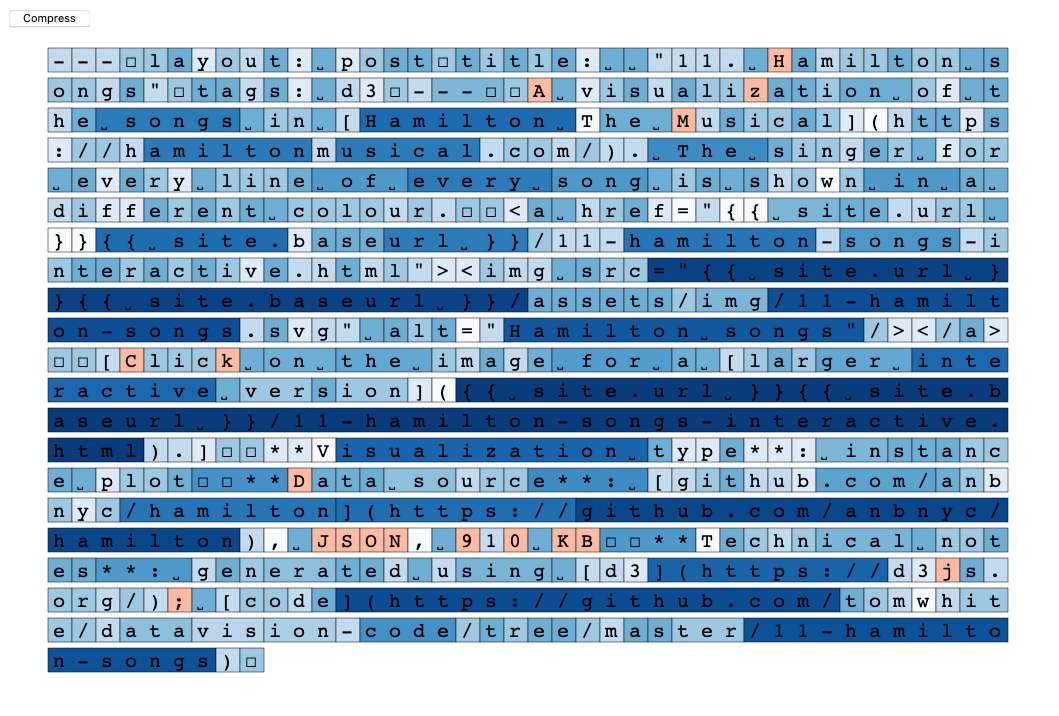 Compress
---□layout:␣post□title:␣␣"11.␣Hamilton␣s
ongs"□tags:␣d3□---□□A␣visualization␣of␣t
he␣songs␣in␣[Hamilton␣The␣Musical](https
://hamiltonmusical.com/).␣The␣singer␣for
␣every␣line␣of␣every␣song␣is␣shown␣in␣a␣
different␣colour.□□<a␣href="{{␣site.url␣
}}{{␣site.baseurl␣}}/11-hamilton-songs-i
nteractive.html"><img␣src="{{␣site.url␣}
}{{␣site.baseurl␣}}/assets/img/11-hamilt
on-songs.svg"␣alt="Hamilton␣songs"/></a>
□□[Click␣on␣the␣image␣for␣a␣[larger␣inte
ractive␣version]({{␣site.url␣}}{{␣site.b
aseurl␣}}/11-hamilton-songs-interactive.
html).]□□**Visualization␣type**:␣instanc
e␣plot□□**Data␣source**:␣[github.com/anb
nyc/hamilton](https://github.com/anbnyc/
hamilton),␣JSON,␣910␣KB□□**Technical␣not
es**:␣generated␣using␣[d3](https://d3js.
org/);␣[code](https://github.com/tomwhit
e/datavision-code/tree/master/11-hamilto
n-songs)□